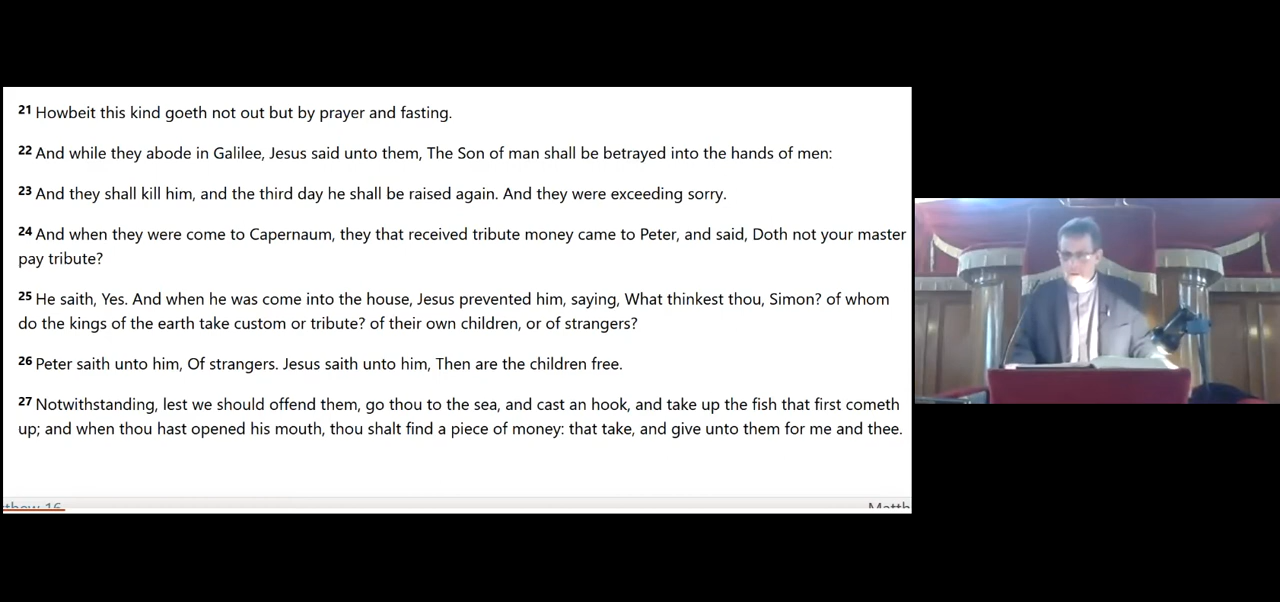 21 Howbeit this kind goeth not out but by prayer and fasting.
22 And while they abode in Galilee, Jesus said unto them, The Son of man shall be betrayed into the hands of men:
23 And they shall kill him, and the third day he shall be raised again. And they were exceeding sorry.
24 And when they were come to Capernaum, they that received tribute money came to Peter, and said, Doth not your master
pay tribute?
25 He saith, Yes. And when he was come into the house, Jesus prevented him, saying, What thinkest thou, Simon? of whom
do the kings of the earth take custom or tribute? of their own children, or of strangers?
26 Peter saith unto him, Of strangers. Jesus saith unto him, Then are the children free.
27 Notwithstanding, lest we should offend them, go thou to the sea, and cast an hook, and take up the fish that first cometh
up; and when thou hast opened his mouth, thou shalt find a piece of money: that take, and give unto them for me and thee.